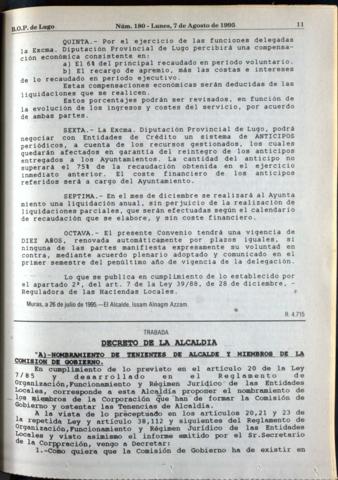 B.O.P. de Lugo Núm. 180 - Lunes, 7 de Agosto de 1995 11
QUINTA.- Por el ejercicio de las funciones delegadas
la Excma. Diputación Provincial de Lugo percibirá una compensa-
ción económica consistente en:
a) El 6% del principal recaudado en período voluntario.
b) El recargo de apremio, más las costas e intereses
de lo recaudado en período ejecutivo.
Estas compensaciones económicas serán deducidas de las
liquidaciones que se realicen.
Estos porcentajes podrán ser revisados, en función de
la evolución de los ingresos y costes del servicio, por acuerdo
de ambas partes.
SEXTA.- La Excma. Diputación Provincial de Lugo, podrá
negociar con Entidades de Crédito un sistema de ANTICIPOS
periódicos, a cuenta de los recursos gestionados, los cuales
quedarán afectados en garantía del reintegro de los anticipos
entregados a los Ayuntamientos. La cantidad del anticipo no
superará el 75% de la recaudación obtenida en el ejercicio
inmediato anterior. El coste financiero de los anticipos
referidos será a cargo del Ayuntamiento.
SEPTIMA.- En el mes de diciembre se realizará al Ayunta
miento una liquidación anual, sin perjuicio de la realización de
liquidaciones parciales, que serán efectuadas según el calendario
de recaudación que se elabore, y sin coste financiero.
OCTAVA.- El presente Convenio tendrá una vigencia de
DIEZ AÑOS, renovada automáticamente por plazos iguales, si
ninguna de las partes manifiesta expresamente su voluntad en
contra, mediante acuerdo plenario adoptado y comunicado en el
primer semestre del penúltimo año de vigencia de la delegación.
Lo que se publica en cumplimiento de lo establecido por
el apartado 2º, del art. 7 de la Ley 39/88, de 28 de diciembre. -
Reguladora de las Haciendas Locales.
Muras, a 26 de julio de 1995.—El Alcalde, Issam Alnagm Azzam.
R. 4.715
TRABADA
DECRETO DE LA ALCALDIA
"A)-NOMBRAMIENTO DE TENIENTES DE ALCALDE Y MIEMBROS DE LA
COMISION DE GOBIERNO.
En cumplimiento de lo previsto en el artículo 20 de la Ley
7/85 y desarrollado en el Reglamento de
Organización,Funcionamiento y Régimen Jurídico de las Entidades
Locales, corresponde a esta Alcaldía proponer el nombramiento de
los miembros de la Corporación que han de formar la Comisión de
Gobierno y ostentar las Tenencias de Alcaldía.
A la vista de lo preceptuado en los artículos 20,21 y 23 de
la repetida Ley y artículo 38,112 y siguientes del Reglamento de
Organización,Funcionamiento y Régimen Jurídico de las Entidades
Locales y visto asimismo el informe emitido por el Sr.Secretario
de la Corporación, vengo a Decretar:
1.-Como quiera que la Comisión de Gobierno ha de existir en